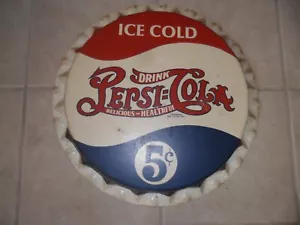 ICE COLD
DRINK
PEPSI=COLA
DELICIOUS - HEALTHFUL
5¢